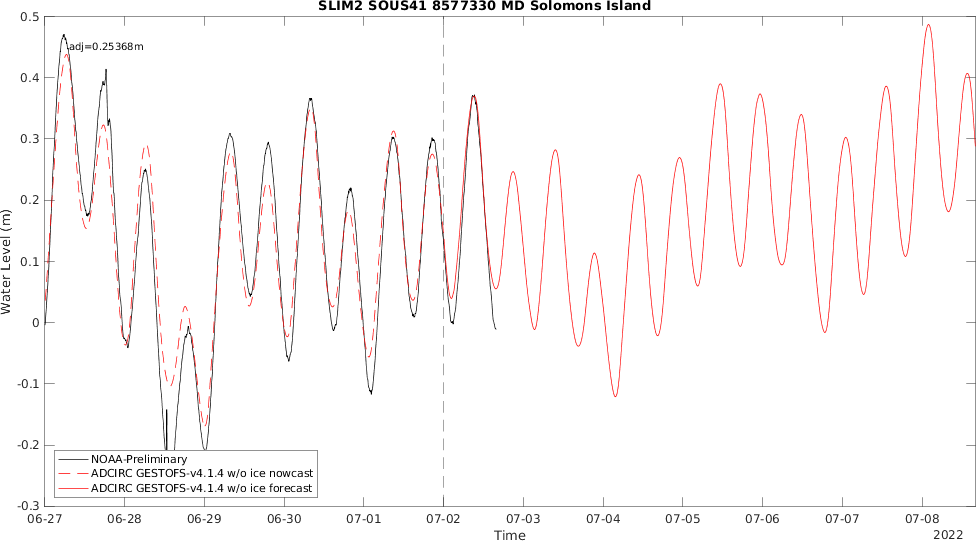 SLIM2 SOUS41 8577330 MD Solomons Island
adj=0.25368m
Water Level (m)
0.5
0.4
0.3
0.2
0.1
0
-0.1
-0.2
-0.3
NOAA-Preliminary
ADCIRC GESTOFS-v4.1.4 w/o ice nowcast
ADCIRC GESTOFS-v4.1.4 w/o ice forecast
06-27 06-28 06-29 06-30 07-01 07-02 07-03 07-04 07-05 07-06 07-07 07-08
Time
2022